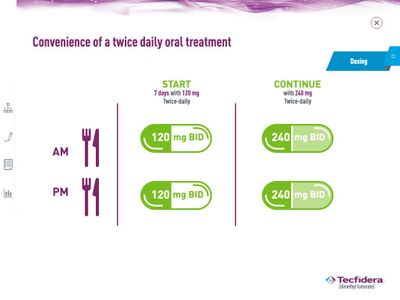 Convenience of a twice daily oral treatment
Dosing
START
7 days with 120 mg
Twice-daily
CONTINUE
with 240 mg
Twice-daily
AM
120 mg BID
240 mg BID
PM
120 mg BID
240 mg BID
Tecfidera
(dimethyl fumarate)